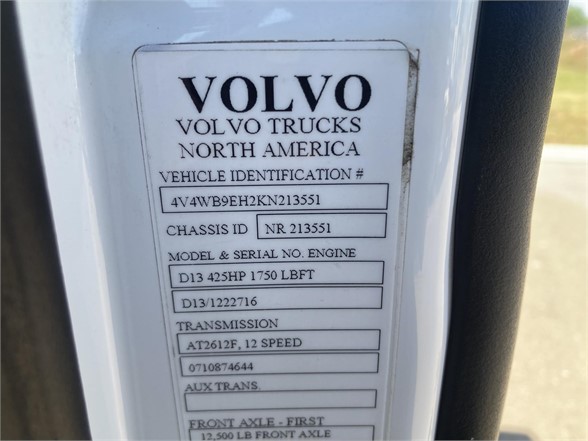 VOLVO
VOLVO TRUCKS
NORTH AMERICA
VEHICLE IDENTIFICATION #
4V4WB9EH2KN213551
CHASSIS ID NR 213551
MODEL & SERIAL NO. ENGINE
D13 425HP 1750 LBFT
D13/1222716
TRANSMISSION
AT2612F, 12 SPEED
0710874644
AUX TRANS.
FRONT AXLE - FIRST
12,500 LB FRONT AXLE